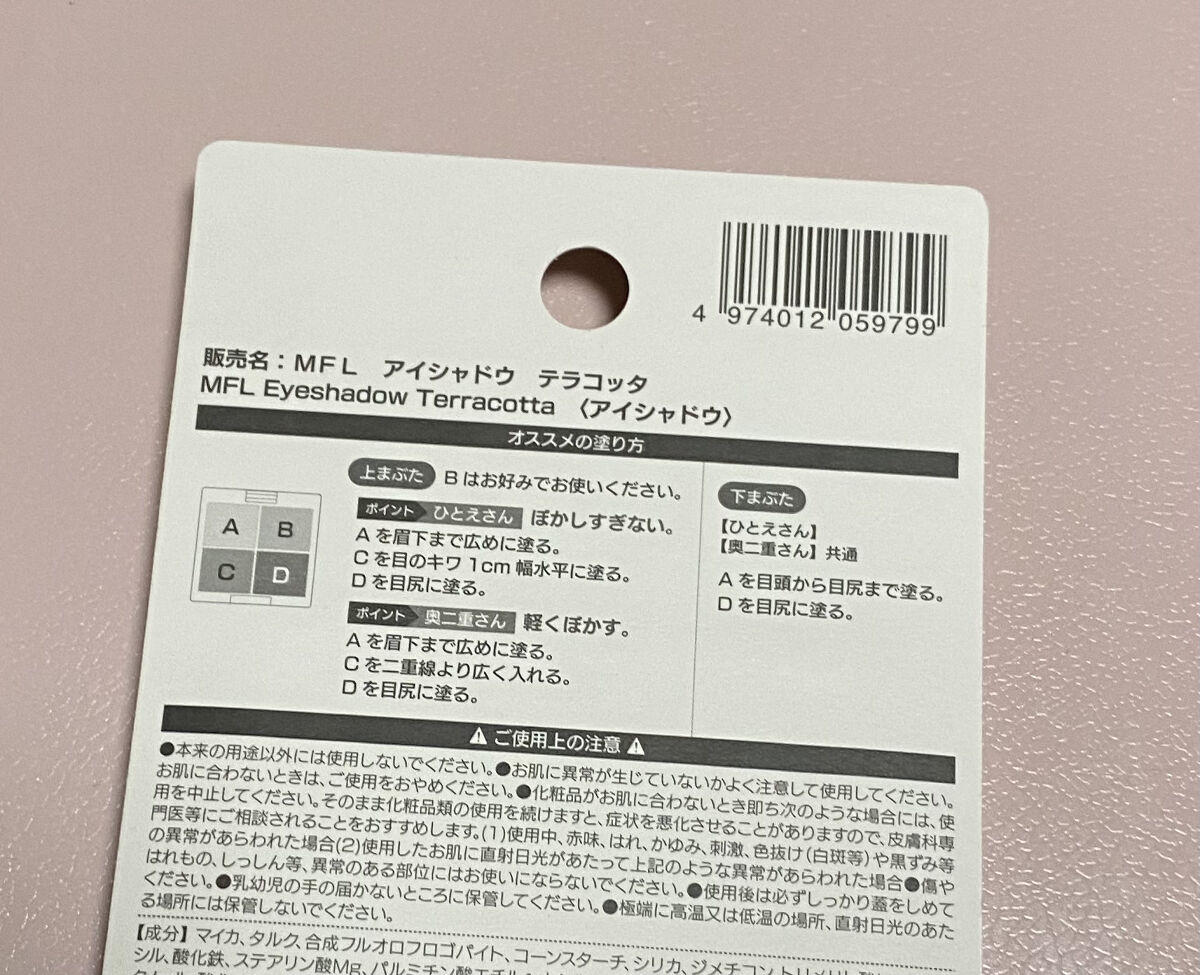 4 974012 059799
販売名：MFL　アイシャドウ　テラコッタ
MFL Eyeshadow Terracotta 〈アイシャドウ〉
オススメの塗り方
A B
C D
上まぶた Bはお好みでお使いください。
ポイント ひとえさん ぼかしすぎない。
Aを眉下まで広めに塗る。
Cを目のキワ1cm幅水平に塗る。
Dを目尻に塗る。
ポイント 奥二重さん 軽くぼかす。
Aを眉下まで広めに塗る。
Cを二重線より広く入れる。
Dを目尻に塗る。
下まぶた
【ひとえさん】
【奥二重さん】共通
Aを目頭から目尻まで塗る。
Dを目尻に塗る。
⚠ご使用上の注意⚠
●本来の用途以外には使用しないでください。●お肌に異常が生じていないかよく注意して使用してください。
お肌に合わないときは、ご使用をおやめください。●化粧品がお肌に合わないとき即ち次のような場合には、使
用を中止してください。そのまま化粧品類の使用を続けますと、症状を悪化させることがありますので、皮膚科専
門医等にご相談されることをおすすめします。(1)使用中、赤味、はれ、かゆみ、刺激、色抜け(白斑等)や黒ずみ等
の異常があらわれた場合(2)使用したお肌に直射日光があたって上記のような異常があらわれた場合●傷や
はれもの、しっしん等、異常のある部位にはお使いにならないでください。●使用後は必ずしっかり蓋をしめて
ください。●乳幼児の手の届かないところに保管してください。●極端に高温又は低温の場所、直射日光のあた
る場所には保管しないでください。
【成分】マイカ、タルク、合成フルオロフロゴパイト、コーンスターチ、シリカ、ジメチコン、
シル、酸化鉄、ステアリン酸Mg、パルミチン酸エチル